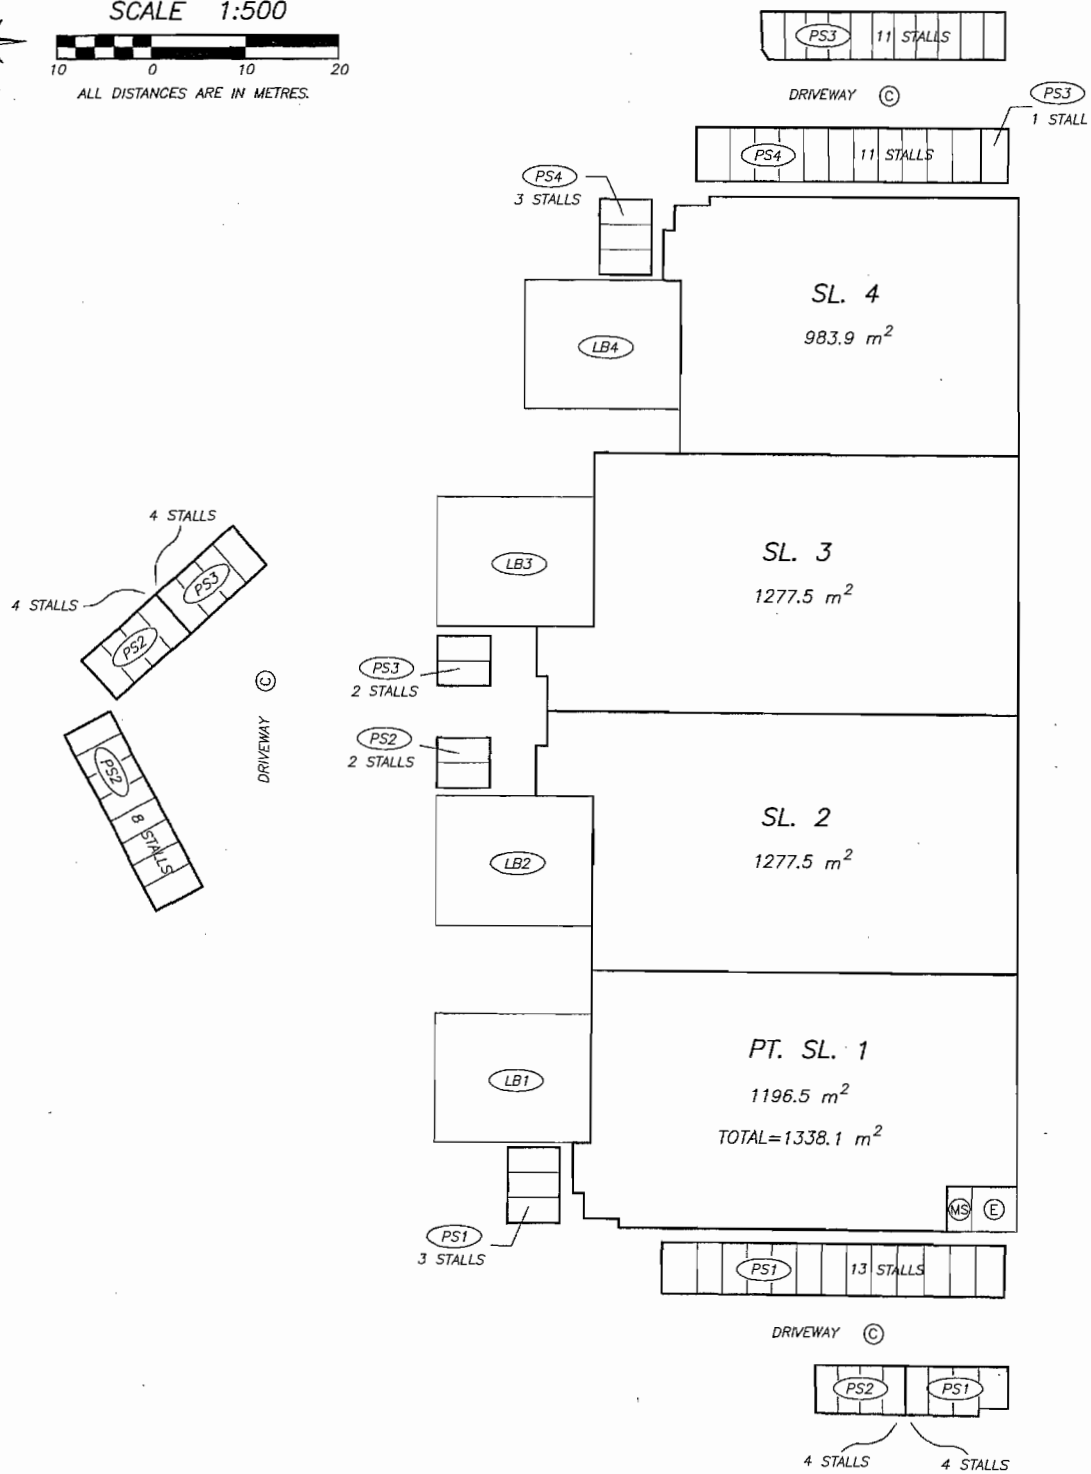 SCALE 1:500
10 0 10 20
ALL DISTANCES ARE IN METRES.
PS3 11 STALLS
DRIVEWAY C
PS3
1 STALL
PS4 11 STALLS
PS4
3 STALLS
SL. 4
983.9 m²
LB4
4 STALLS
PS3
4 STALLS
PS2
LB3
SL. 3
1277.5 m²
PS3
2 STALLS
DRIVEWAY C
PS2
2 STALLS
PS2 8 STALLS
SL. 2
1277.5 m²
LB2
PT. SL. 1
1196.5 m²
TOTAL=1338.1 m²
LB1
MS E
PS1
3 STALLS
PS1 13 STALLS
DRIVEWAY C
PS2 PS1
4 STALLS 4 STALLS